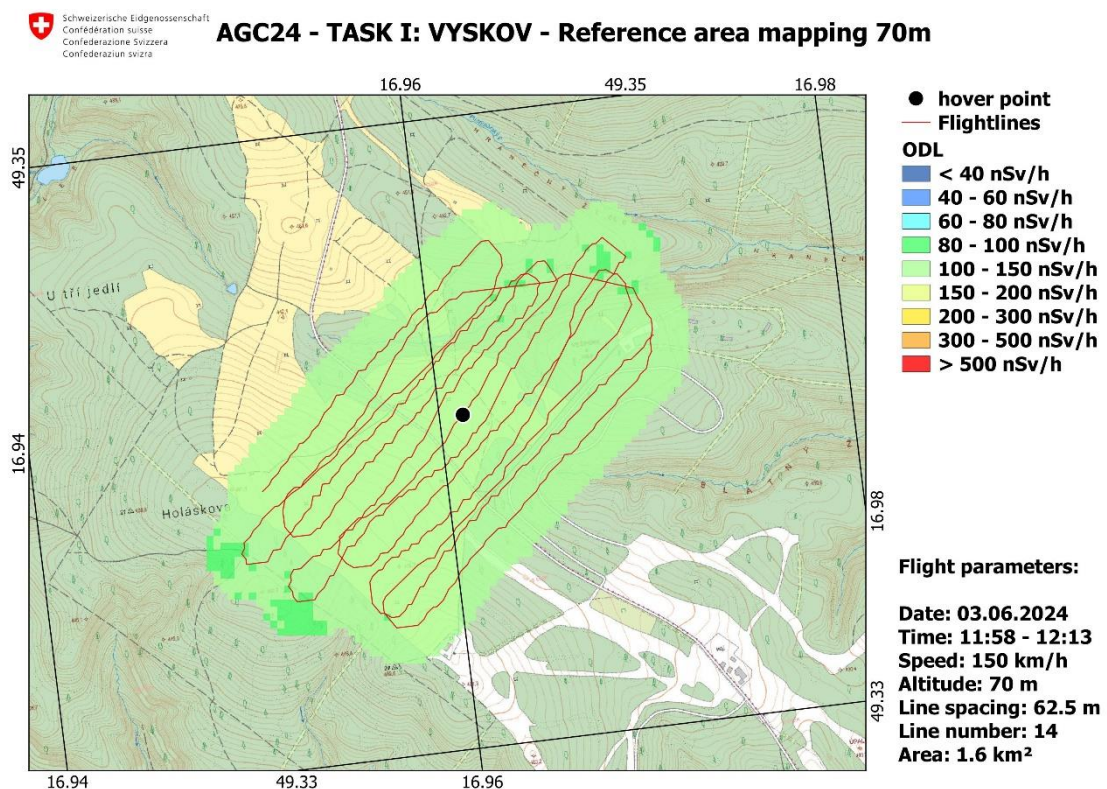 Schweizerische Eidgenossenschaft
Confédération suisse
Confederazione Svizzera
Confederaziun svizra
AGC24 - TASK I: VYSKOV - Reference area mapping 70m
16.96 49.35 16.98
49.35
16.94
U tří jedlí
Holáskova
16.98
49.33
16.94 49.33 16.96
hover point
Flightlines
ODL
< 40 nSv/h
40 - 60 nSv/h
60 - 80 nSv/h
80 - 100 nSv/h
100 - 150 nSv/h
150 - 200 nSv/h
200 - 300 nSv/h
300 - 500 nSv/h
> 500 nSv/h
Flight parameters:
Date: 03.06.2024
Time: 11:58 - 12:13
Speed: 150 km/h
Altitude: 70 m
Line spacing: 62.5 m
Line number: 14
Area: 1.6 km²